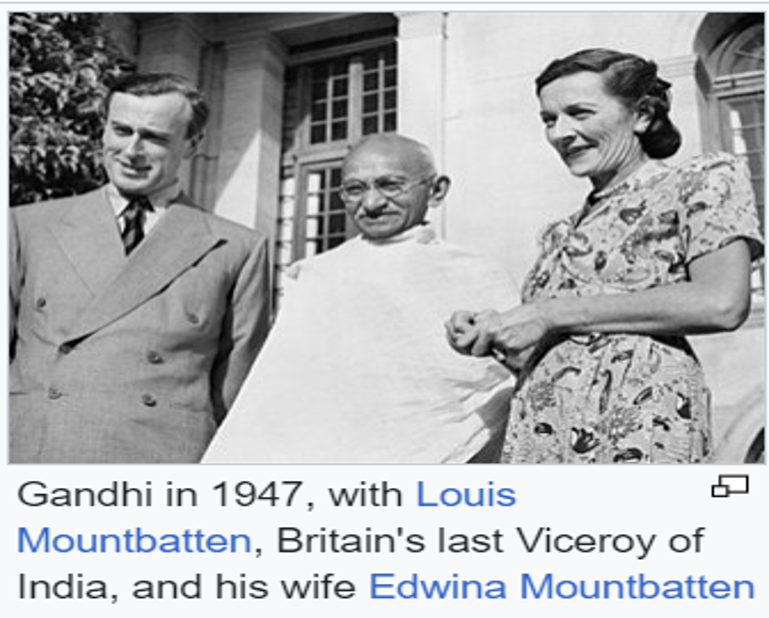 Gandhi in 1947, with Louis
Mountbatten, Britain's last Viceroy of
India, and his wife Edwina Mountbatten